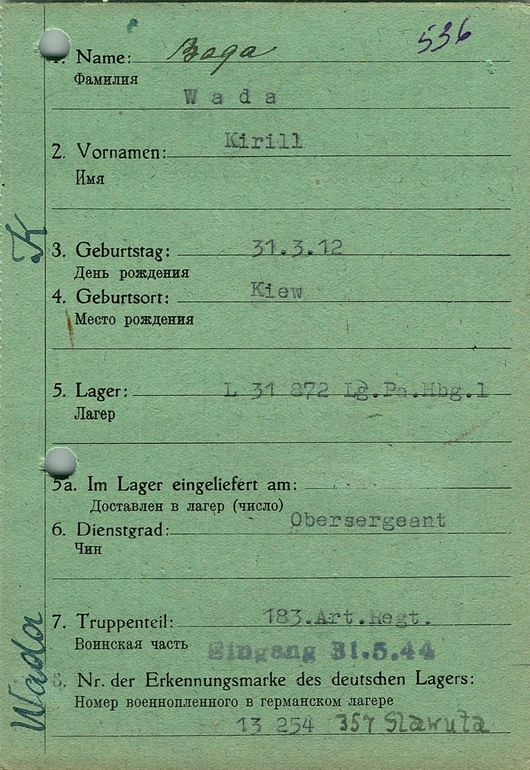 536
1. Name: Вада
Фамилия
Wada
2. Vornamen: Kirill
Имя
K
3. Geburtstag: 31.3.12
День рождения
4. Geburtsort: Kiew
Место рождения
5. Lager: L 31 872 Lg.Pa.Hbg.1
Лагер
5a. Im Lager eingeliefert am:
Доставлен в лагер (число)
6. Dienstgrad: Obersergeant
Чин
7. Truppenteil: 183.Art.Regt.
Воинская часть Eingang 31.5.44
Wada
8. Nr. der Erkennungsmarke des deutschen Lagers:
Номер военнопленного в германском лагере
13 254 357 Slawuta